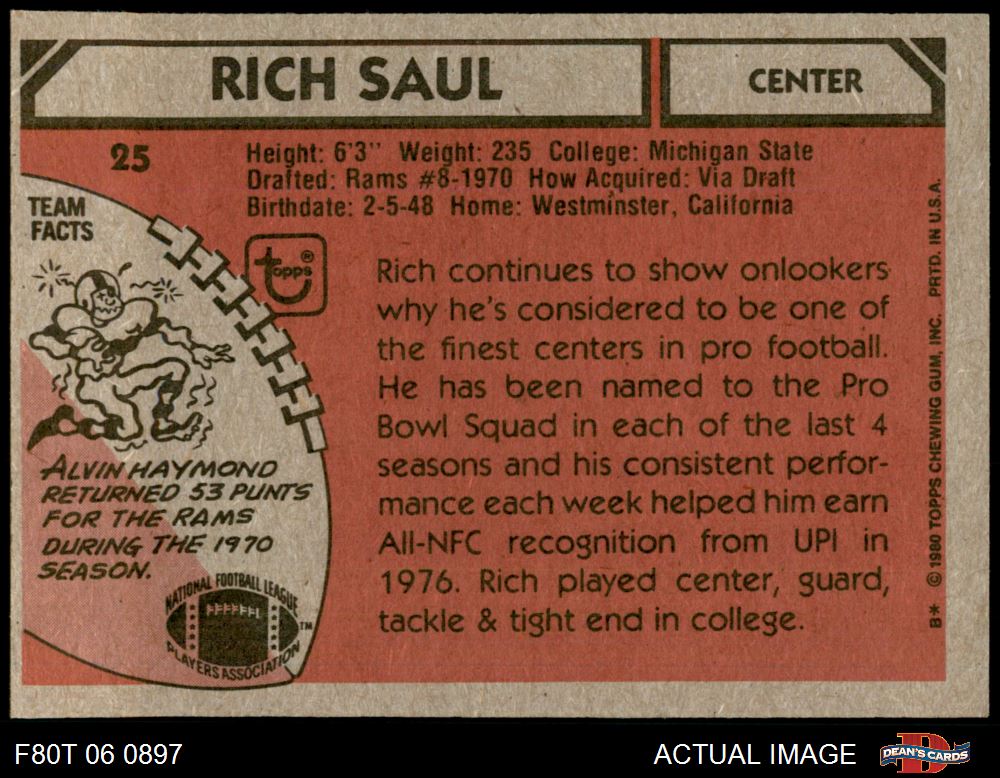 RICH SAUL
CENTER
25
Height: 6'3" Weight: 235 College: Michigan State
Drafted: Rams #8-1970 How Acquired: Via Draft
Birthdate: 2-5-48 Home: Westminster, California
TEAM
FACTS
topps®
Rich continues to show onlookers
why he's considered to be one of
the finest centers in pro football.
He has been named to the Pro
Bowl Squad in each of the last 4
seasons and his consistent perfor-
mance each week helped him earn
All-NFC recognition from UPI in
1976. Rich played center, guard,
tackle & tight end in college.
ALVIN HAYMOND
RETURNED 53 PUNTS
FOR THE RAMS
DURING THE 1970
SEASON.
NATIONAL FOOTBALL LEAGUE
PLAYERS ASSOCIATION
TM
B* © 1980 TOPPS CHEWING GUM, INC. PRTD. IN U.S.A.
F80T 06 0897
ACTUAL IMAGE
D
DEAN'S CARDS